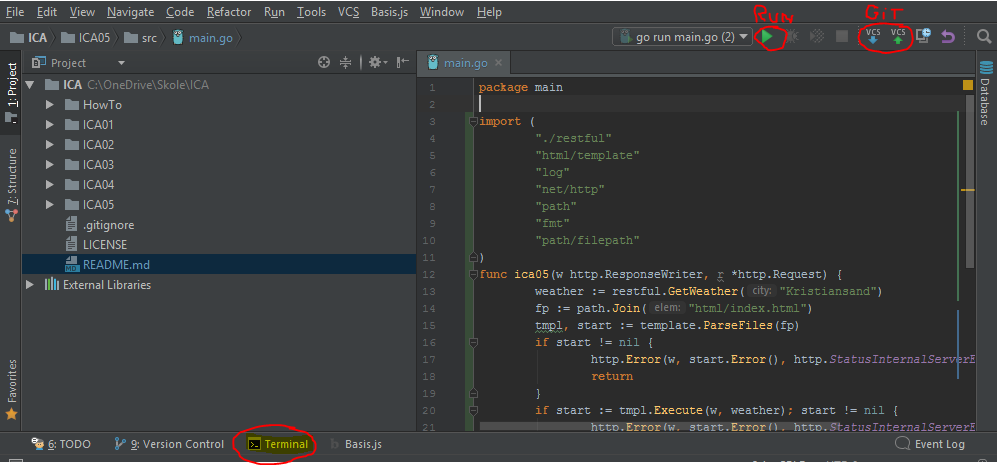 File Edit View Navigate Code Refactor Run Tools VCS Basis.js Window Help
RUN GiT
ICA ICA05 src main.go go run main.go (2) VCS VCS
1: Project
7: Structure
Favorites
Project
ICA C:\OneDrive\Skole\ICA
HowTo
ICA01
ICA02
ICA03
ICA04
ICA05
.gitignore
LICENSE
README.md
External Libraries
main.go
1 package main
2
3 import (
4 "./restful"
5 "html/template"
6 "log"
7 "net/http"
8 "path"
9 "fmt"
10 "path/filepath"
11 )
12 func ica05(w http.ResponseWriter, r *http.Request) {
13 weather := restful.GetWeather( city: "Kristiansand")
14 fp := path.Join( elem: "html/index.html")
15 tmpl, start := template.ParseFiles(fp)
16 if start != nil {
17 http.Error(w, start.Error(), http.StatusInternalServerE
18 return
19 }
20 if start := tmpl.Execute(w, weather); start != nil {
21 http.Error(w, start.Error(), http.StatusInternalServerE
Database
6: TODO 9: Version Control Terminal Basis.js Event Log